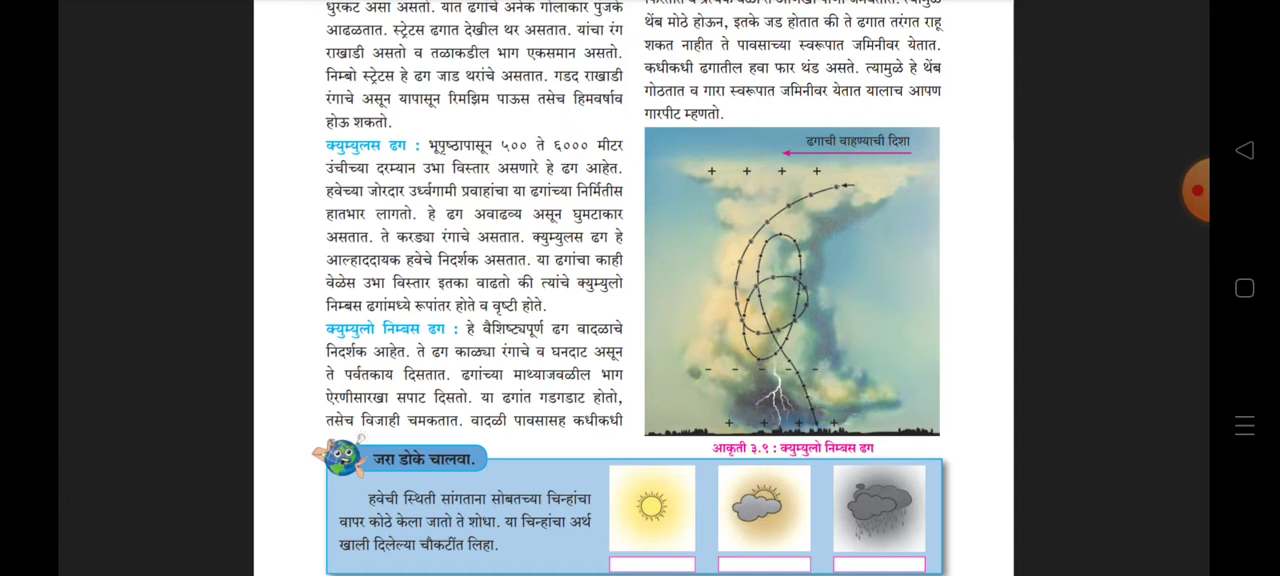 धुरकट असा असतो. यात ढगांचे अनेक गोलाकार पुंजके
आढळतात. स्ट्रेटस ढगात देखील थर असतात. यांचा रंग
राखाडी असतो व तळाकडील भाग एकसमान असतो.
निम्बो स्ट्रेटस हे ढग जाड थरांचे असतात. गडद राखाडी
रंगाचे असून यापासून रिमझिम पाऊस तसेच हिमवर्षाव
होऊ शकतो.
क्युम्युलस ढग : भूपृष्ठापासून ५०० ते ६००० मीटर
उंचीच्या दरम्यान उभा विस्तार असणारे हे ढग आहेत.
हवेच्या जोरदार उर्ध्वगामी प्रवाहांचा या ढगांच्या निर्मितीस
हातभार लागतो. हे ढग अवाढव्य असून घुमटाकार
असतात. ते करड्या रंगाचे असतात. क्युम्युलस ढग हे
आल्हाददायक हवेचे निदर्शक असतात. या ढगांचा काही
वेळेस उभा विस्तार इतका वाढतो की त्यांचे क्युम्युलो
निम्बस ढगांमध्ये रूपांतर होते व वृष्टी होते.
क्युम्युलो निम्बस ढग : हे वैशिष्ट्यपूर्ण ढग वादळाचे
निदर्शक आहेत. ते ढग काळ्या रंगाचे व घनदाट असून
ते पर्वतकाय दिसतात. ढगांच्या माथ्याजवळील भाग
ऐरणीसारखा सपाट दिसतो. या ढगांत गडगडाट होतो,
तसेच विजाही चमकतात. वादळी पावसासह कधीकधी
थेंब मोठे होऊन, इतके जड होतात की ते ढगात तरंगत राहू
शकत नाहीत ते पावसाच्या स्वरूपात जमिनीवर येतात.
कधीकधी ढगातील हवा फार थंड असते. त्यामुळे हे थेंब
गोठतात व गारा स्वरूपात जमिनीवर येतात यालाच आपण
गारपीट म्हणतो.
ढगाची वाहण्याची दिशा
+ + + +
- - - -
+ + + +
आकृती ३.९ : क्युम्युलो निम्बस ढग
जरा डोके चालवा.
हवेची स्थिती सांगताना सोबतच्या चिन्हांचा
वापर कोठे केला जातो ते शोधा. या चिन्हांचा अर्थ
खाली दिलेल्या चौकटींत लिहा.